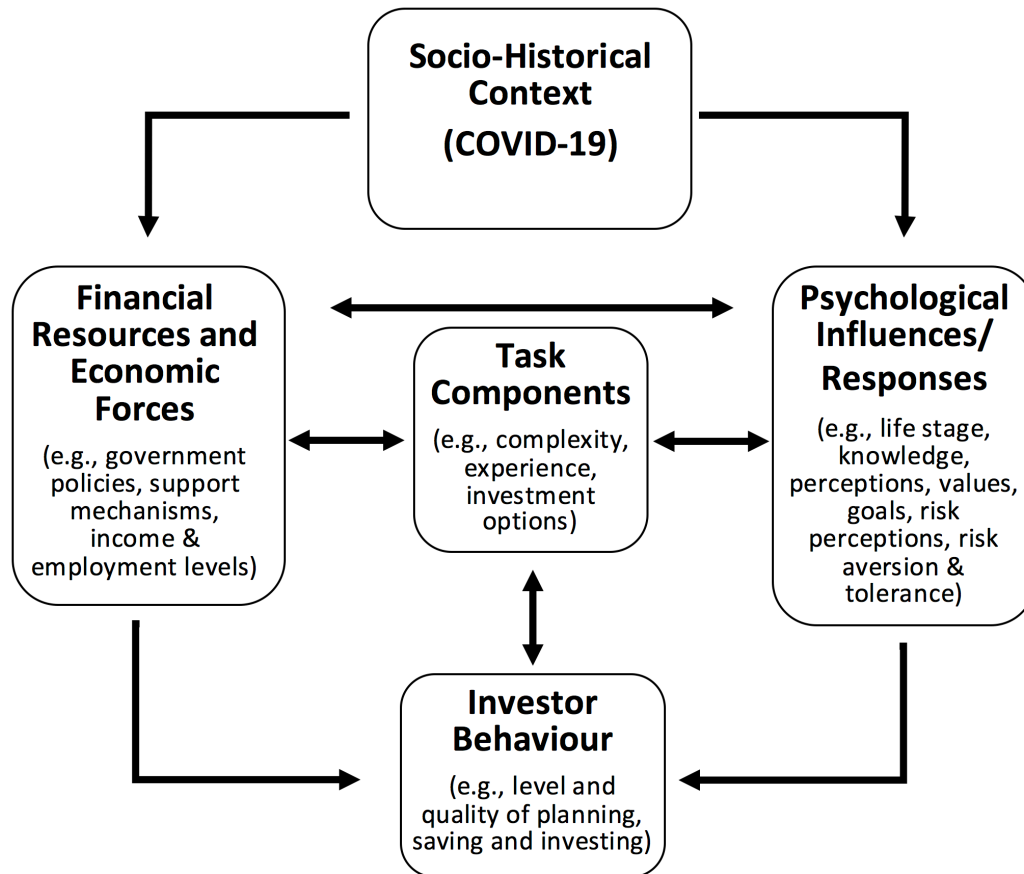 Socio-Historical
Context
(COVID-19)
Financial
Resources and
Economic
Forces
(e.g., government
policies, support
mechanisms,
income &
employment levels)
Task
Components
(e.g., complexity,
experience,
investment
options)
Psychological
Influences/
Responses
(e.g., life stage,
knowledge,
perceptions, values,
goals, risk
perceptions, risk
aversion &
tolerance)
Investor
Behaviour
(e.g., level and
quality of planning,
saving and investing)